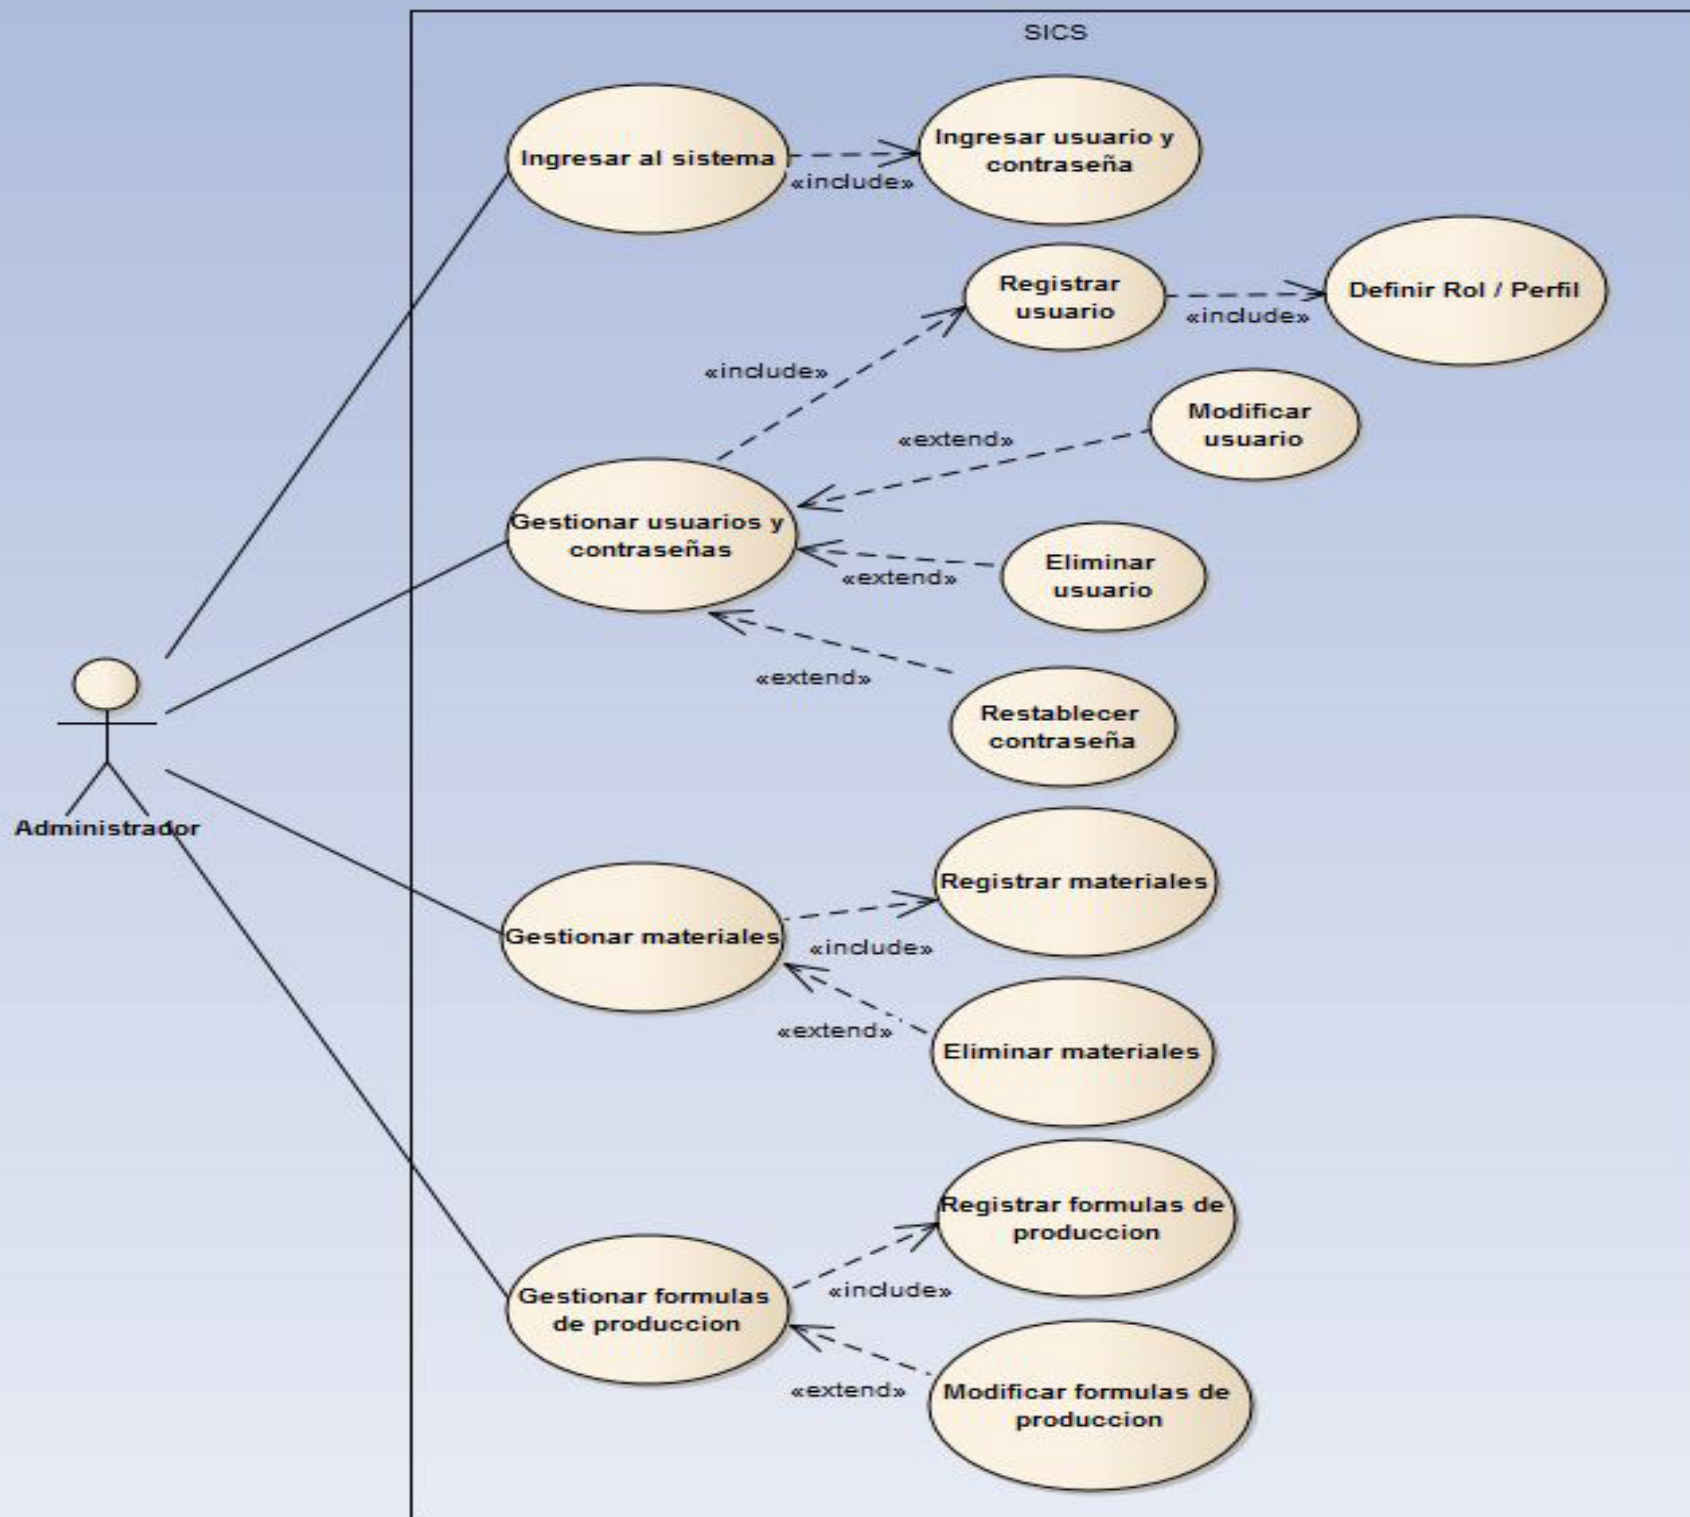 SICS
Ingresar al sistema
«include»
Ingresar usuario y
contraseña
Registrar
usuario
«include»
Definir Rol / Perfil
«include»
Modificar
usuario
«extend»
Gestionar usuarios y
contraseñas
Eliminar
usuario
«extend»
«extend»
Restablecer
contraseña
Administrador
Registrar materiales
Gestionar materiales
«include»
«extend»
Eliminar materiales
Registrar formulas de
produccion
«include»
Gestionar formulas
de produccion
«extend»
Modificar formulas de
produccion